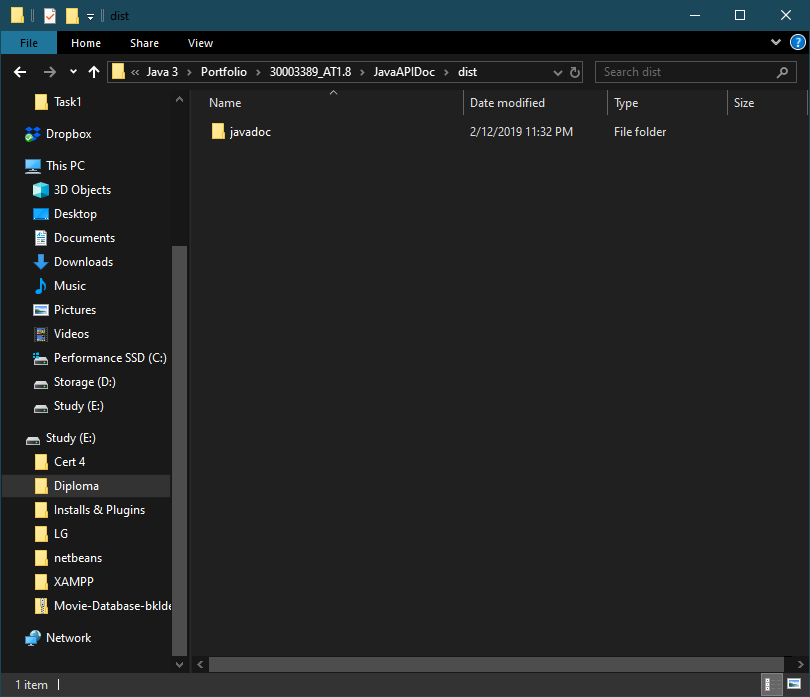 dist
File Home Share View
« Java 3 > Portfolio > 30003389_AT1.8 > JavaAPIDoc > dist
Search dist
Name Date modified Type Size
javadoc 2/12/2019 11:32 PM File folder
Task1
Dropbox
This PC
3D Objects
Desktop
Documents
Downloads
Music
Pictures
Videos
Performance SSD (C:)
Storage (D:)
Study (E:)
Study (E:)
Cert 4
Diploma
Installs & Plugins
LG
netbeans
XAMPP
Movie-Database-bklde
Network
1 item